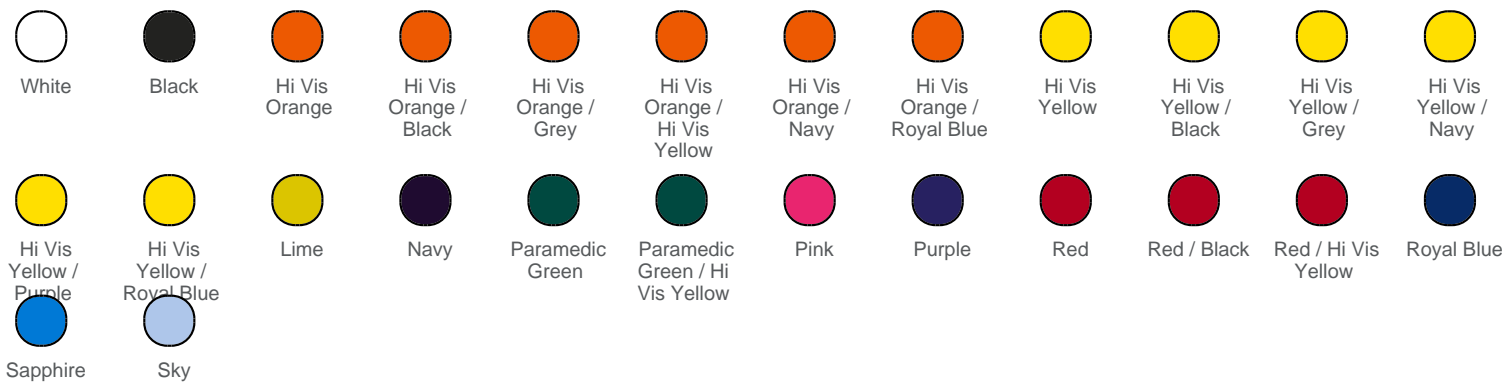 White
Black
Hi Vis
Orange
Hi Vis
Orange /
Black
Hi Vis
Orange /
Grey
Hi Vis
Orange /
Hi Vis
Yellow
Hi Vis
Orange /
Navy
Hi Vis
Orange /
Royal Blue
Hi Vis
Yellow
Hi Vis
Yellow /
Black
Hi Vis
Yellow /
Grey
Hi Vis
Yellow /
Navy
Hi Vis
Yellow /
Purple
Hi Vis
Yellow /
Royal Blue
Lime
Navy
Paramedic
Green
Paramedic
Green / Hi
Vis Yellow
Pink
Purple
Red
Red / Black
Red / Hi Vis
Yellow
Royal Blue
Sapphire
Sky